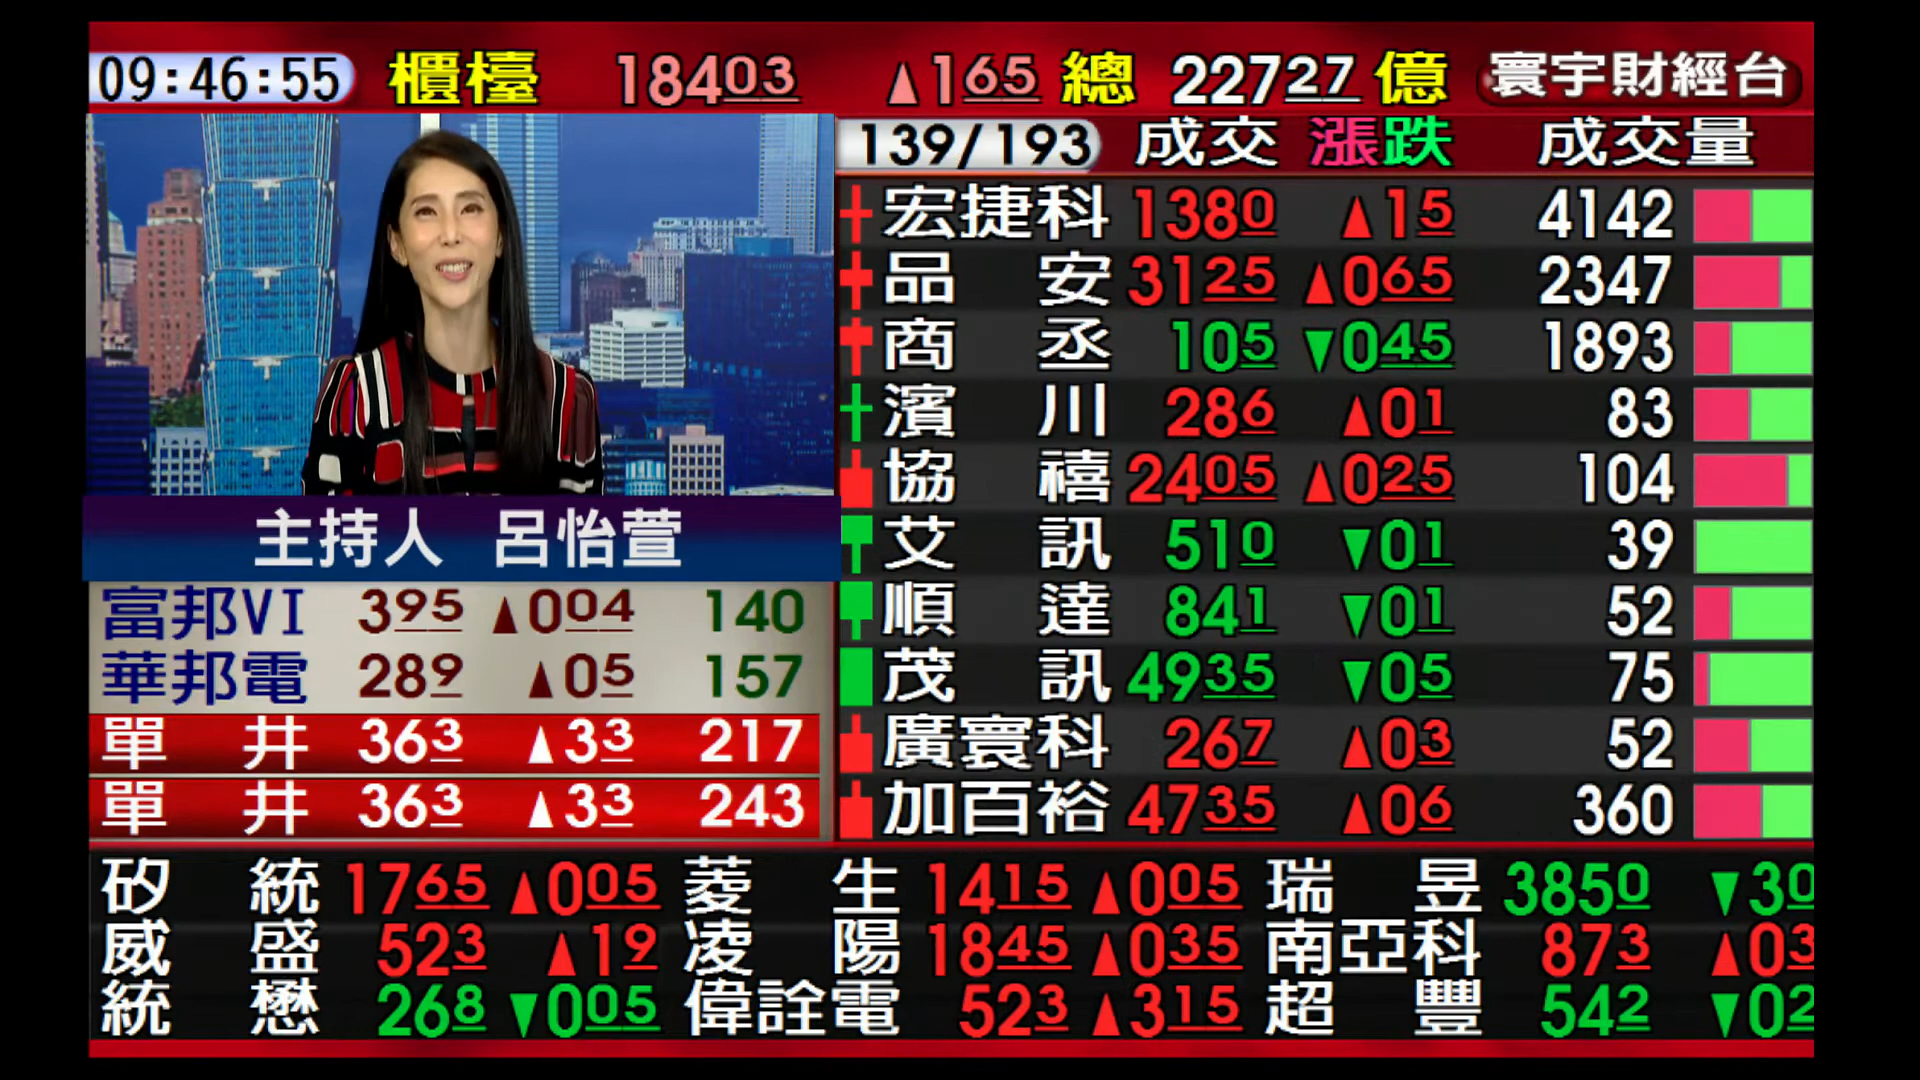 09:46:55 櫃檯 18403 ▲165 總 22727 億 寰宇財經台
139/193 成交 漲跌 成交量
宏捷科 1380 ▲15 4142
品安 3125 ▲065 2347
商丞 105 ▼045 1893
濱川 286 ▲01 83
協禧 2405 ▲025 104
艾訊 510 ▼01 39
順達 841 ▼01 52
茂訊 4935 ▼05 75
廣寰科 267 ▲03 52
加百裕 4735 ▲06 360
主持人 呂怡萱
富邦VI 395 ▲004 140
華邦電 289 ▲05 157
單井 363 ▲33 217
單井 363 ▲33 243
矽統 1765 ▲005 菱生 1415 ▲005 瑞昱 3850 ▼30
威盛 523 ▲19 凌陽 1845 ▲035 南亞科 873 ▲03
統懋 268 ▼005 偉詮電 523 ▲315 超豐 542 ▼02